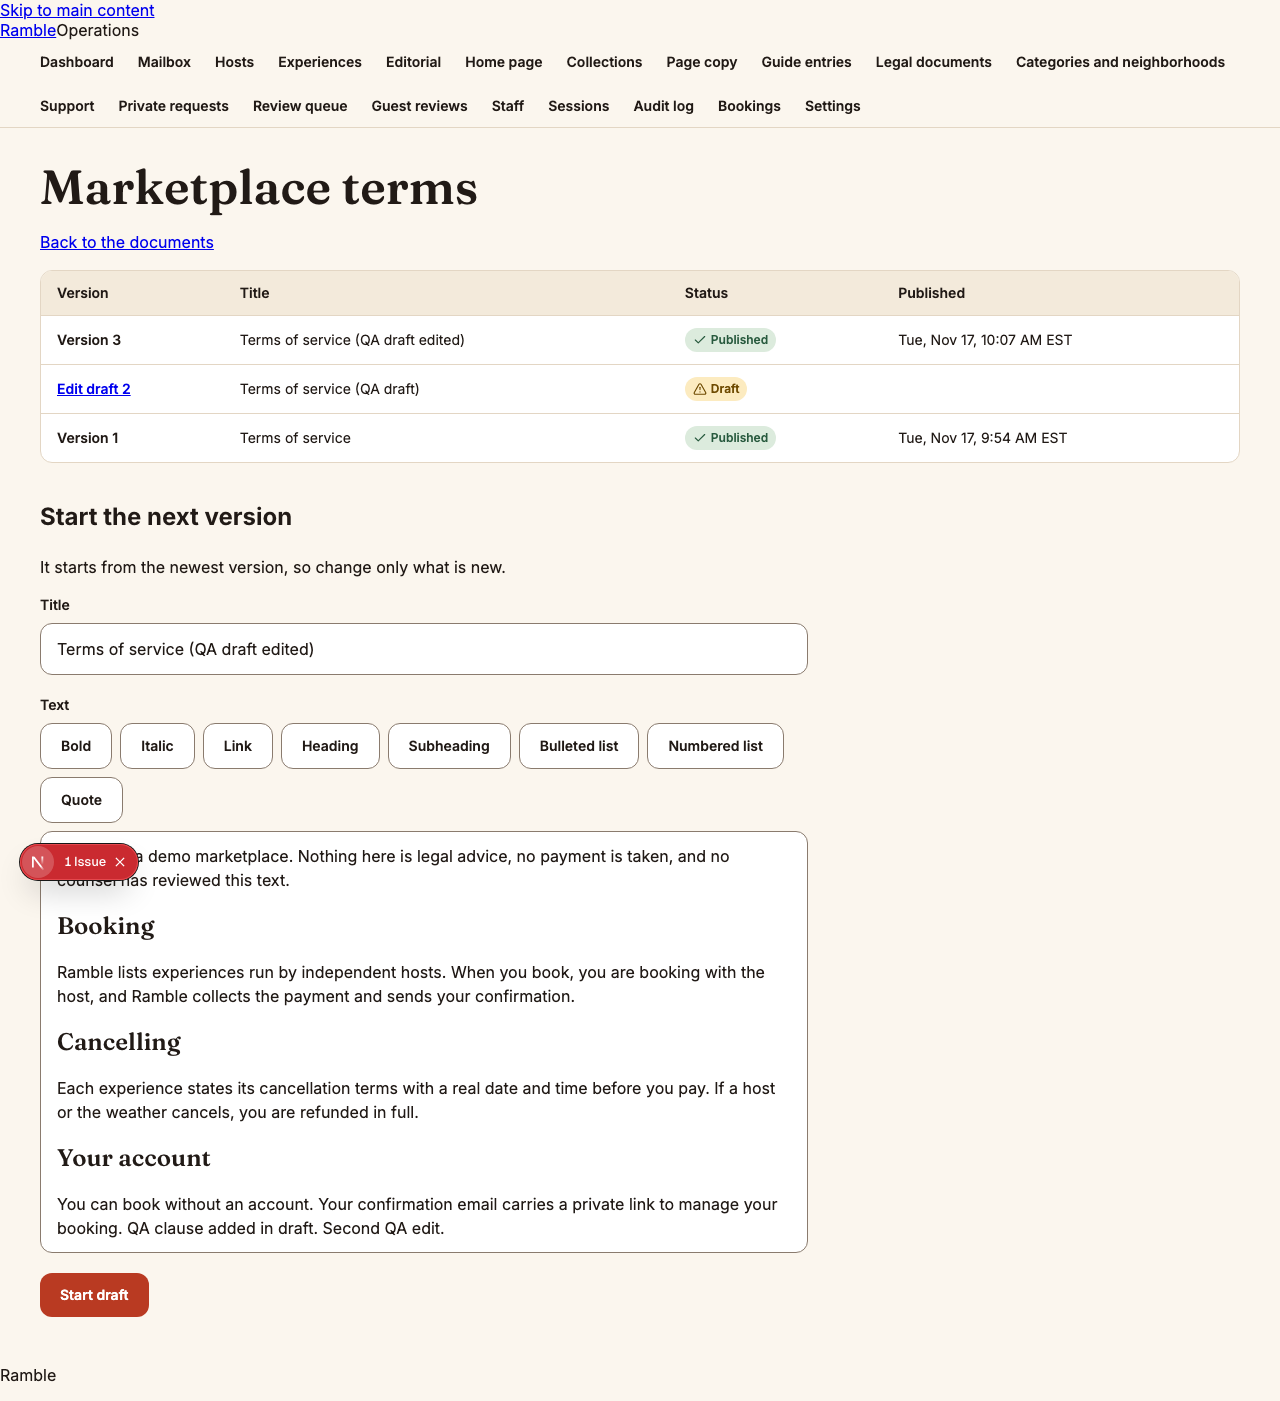 Skip to main content
RambleOperations
Dashboard Mailbox Hosts Experiences Editorial Home page Collections Page copy Guide entries Legal documents Categories and neighborhoods
Support Private requests Review queue Guest reviews Staff Sessions Audit log Bookings Settings
Marketplace terms
Back to the documents
Version Title Status Published
Version 3 Terms of service (QA draft edited) Published Tue, Nov 17, 10:07 AM EST
Edit draft 2 Terms of service (QA draft) Draft
Version 1 Terms of service Published Tue, Nov 17, 9:54 AM EST
Start the next version
It starts from the newest version, so change only what is new.
Title
Terms of service (QA draft edited)
Text
Bold Italic Link Heading Subheading Bulleted list Numbered list
Quote
a demo marketplace. Nothing here is legal advice, no payment is taken, and no
N 1 Issue
has reviewed this text.
Booking
Ramble lists experiences run by independent hosts. When you book, you are booking with the
host, and Ramble collects the payment and sends your confirmation.
Cancelling
Each experience states its cancellation terms with a real date and time before you pay. If a host
or the weather cancels, you are refunded in full.
Your account
You can book without an account. Your confirmation email carries a private link to manage your
booking. QA clause added in draft. Second QA edit.
Start draft
Ramble